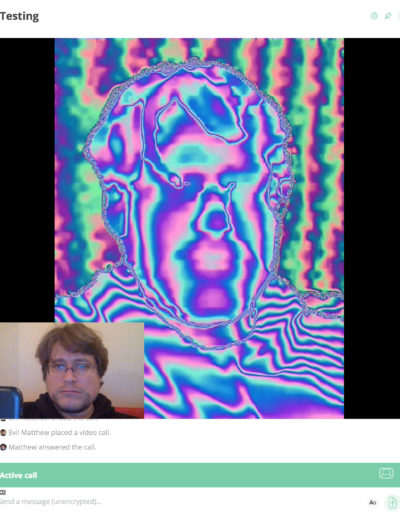 Testing
Evil Matthew placed a video call.
Matthew answered the call.
Active call
Send a message (unencrypted)…